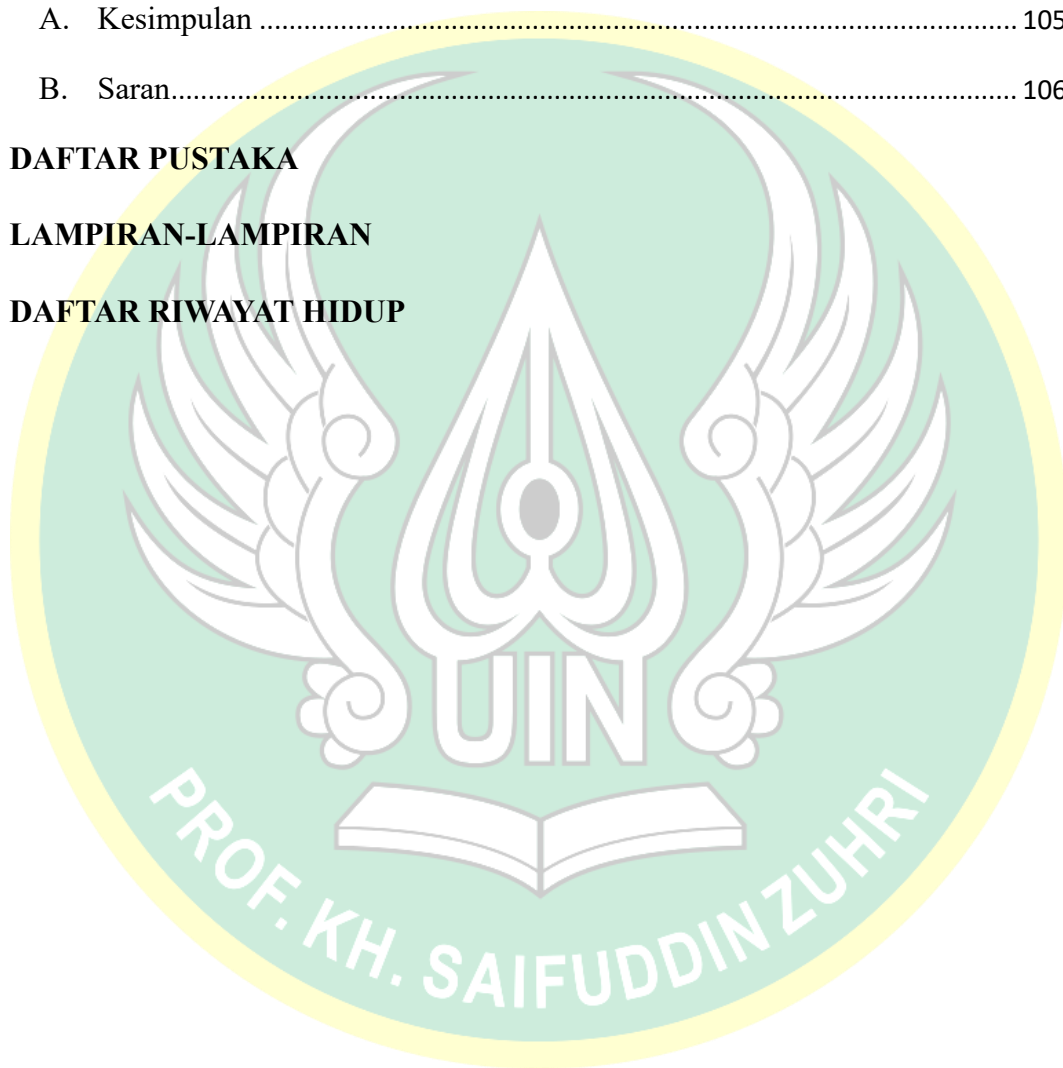 A. Kesimpulan ........................................................................................................ 105
B. Saran.................................................................................................................... 106
DAFTAR PUSTAKA
LAMPIRAN-LAMPIRAN
DAFTAR RIWAYAT HIDUP
UIN
PROF. KH. SAIFUDDIN ZUHRI